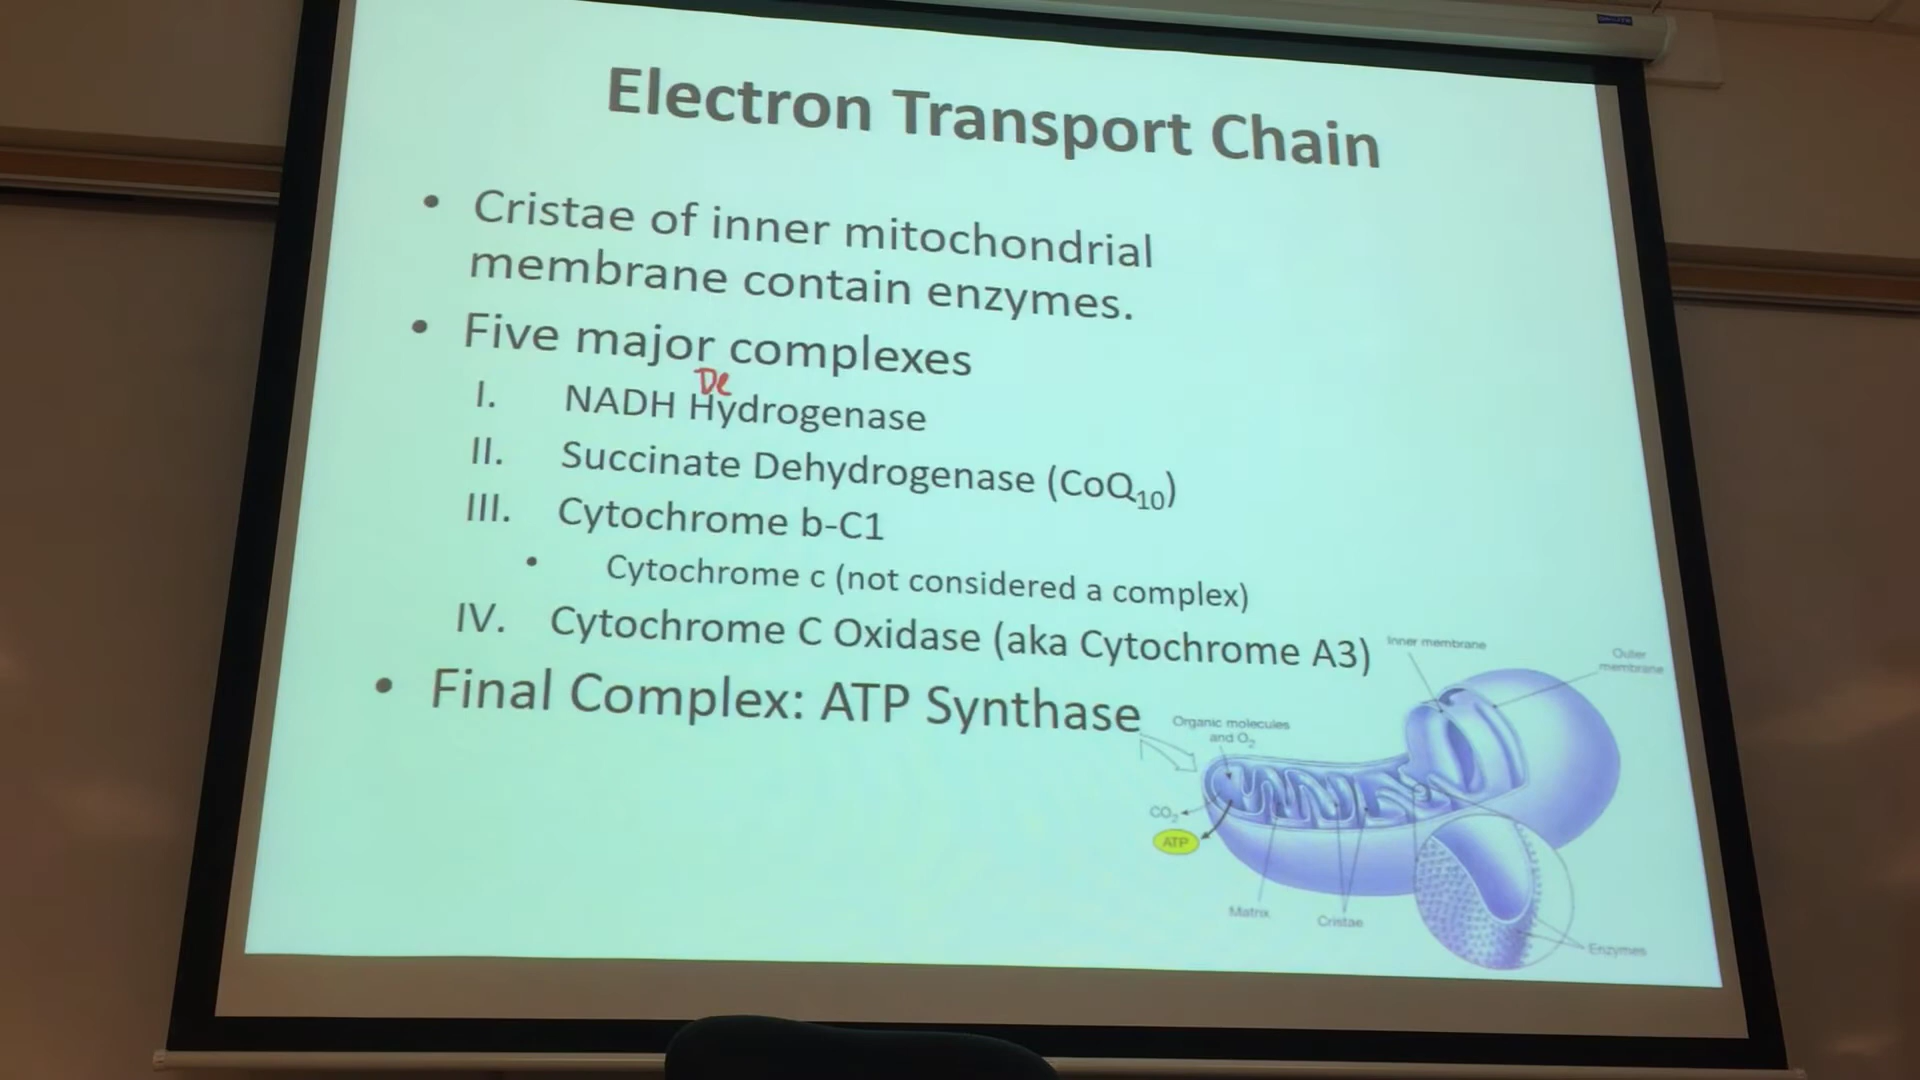 Electron Transport Chain
• Cristae of inner mitochondrial
membrane contain enzymes.
• Five major complexes
De
I. NADH Hydrogenase
II. Succinate Dehydrogenase (CoQ10)
III. Cytochrome b-C1
• Cytochrome c (not considered a complex)
IV. Cytochrome C Oxidase (aka Cytochrome A3)
• Final Complex: ATP Synthase
Inner membrane
Outer
membrane
Organic molecules
and O2
CO2
ATP
Matrix
Cristae
Enzymes